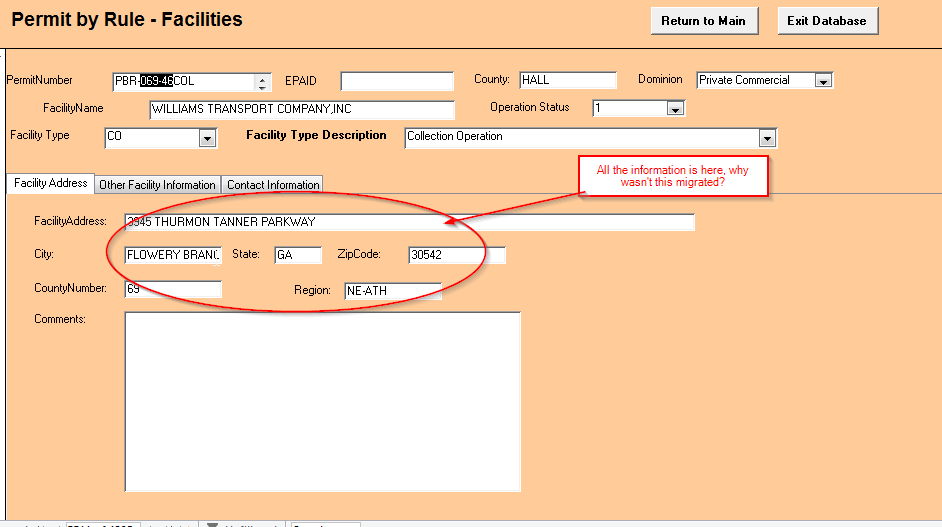 Permit by Rule - Facilities
Return to Main
Exit Database
PermitNumber PBR-069-46COL EPAID County: HALL Dominion Private Commercial
FacilityName WILLIAMS TRANSPORT COMPANY,INC Operation Status 1
Facility Type CO Facility Type Description Collection Operation
All the information is here, why
wasn't this migrated?
Facility Address Other Facility Information Contact Information
FacilityAddress: 3945 THURMON TANNER PARKWAY
City: FLOWERY BRANC State: GA ZipCode: 30542
CountyNumber: 69 Region: NE-ATH
Comments: